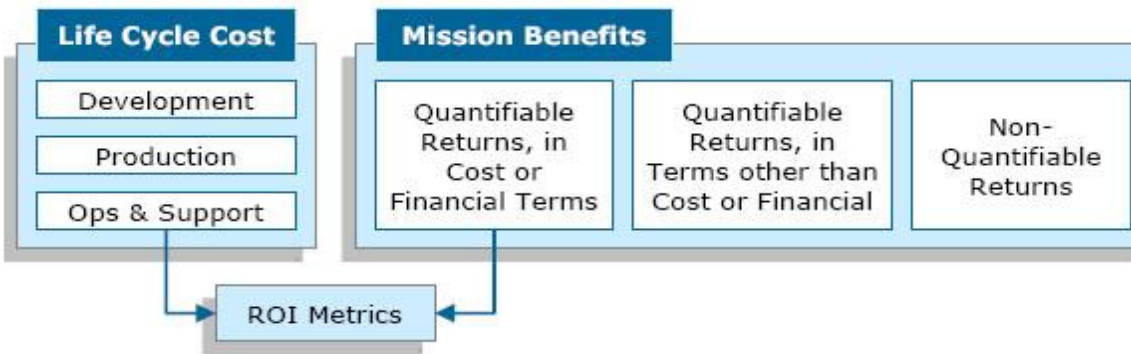 Life Cycle Cost
Development
Production
Ops & Support
Mission Benefits
Quantifiable
Returns, in
Cost or
Financial Terms
Quantifiable
Returns, in
Terms other than
Cost or Financial
Non-
Quantifiable
Returns
ROI Metrics